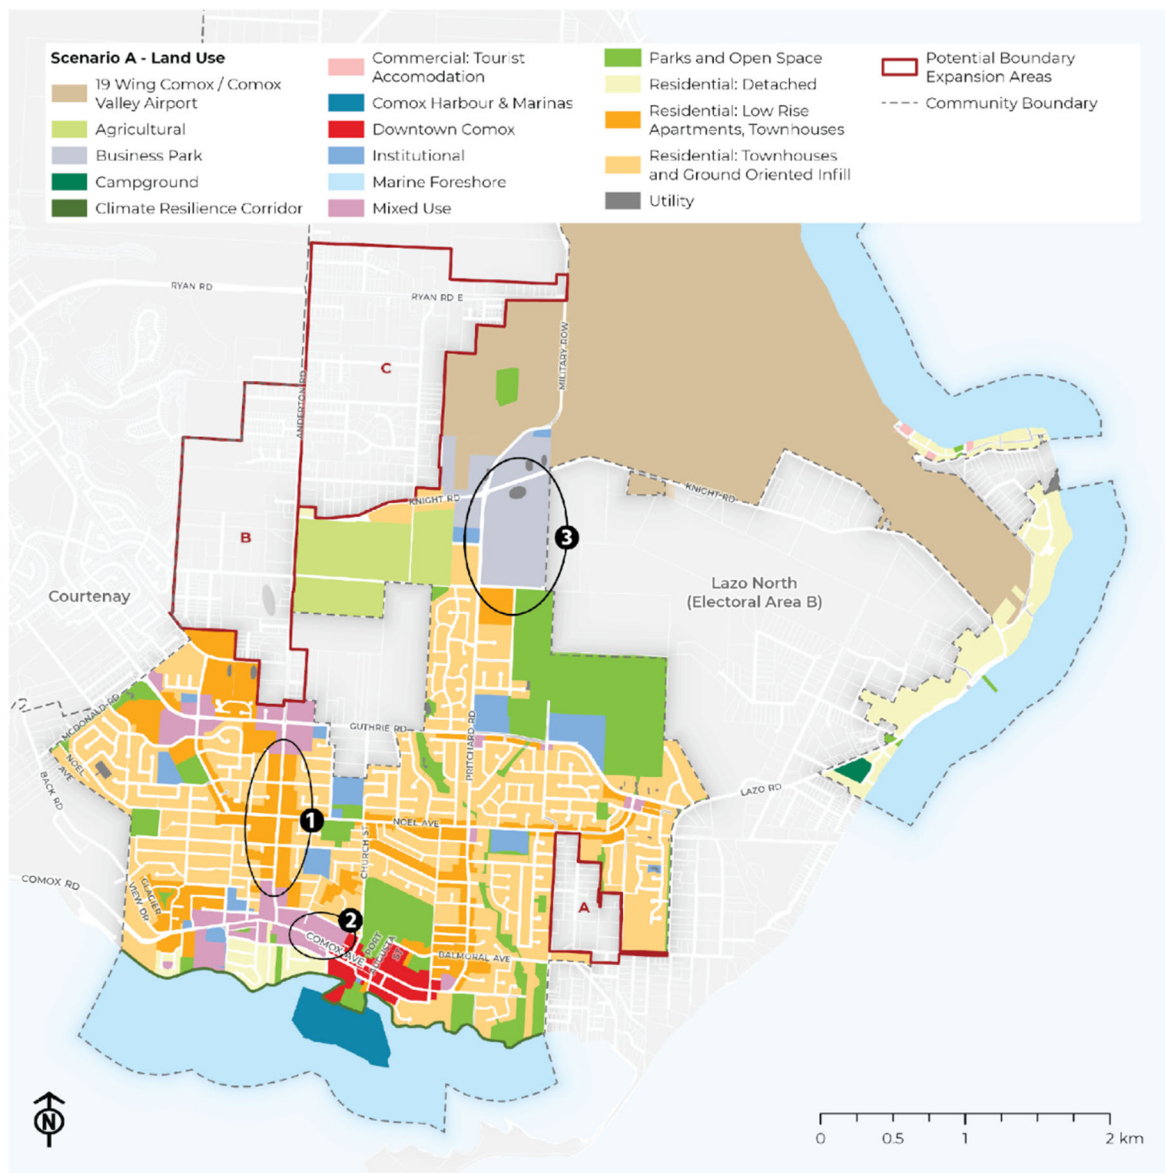 Scenario A - Land Use
19 Wing Comox / Comox
Valley Airport
Agricultural
Business Park
Campground
Climate Resilience Corridor
Commercial: Tourist
Accomodation
Comox Harbour & Marinas
Downtown Comox
Institutional
Marine Foreshore
Mixed Use
Parks and Open Space
Residential: Detached
Residential: Low Rise
Apartments, Townhouses
Residential: Townhouses
and Ground Oriented Infill
Utility
Potential Boundary
Expansion Areas
Community Boundary
RYAN RD
RYAN RD E
MILITARY ROW
C
ANDERTON RD
KNIGHT RD
KNIGHT RD
B
3
Courtenay
Lazo North
(Electoral Area B)
MCDONALD RD
GUTHRIE RD
PRITCHARD RD
NOEL
AVE
BACK RD
LAZO RD
1
NOEL AVE
CHURCH ST
COMOX RD
GLACIER
VIEW DR
A
2
COMOX AVE
PORT
AUGUSTA
ST
BALMORAL AVE
N
0
0.5
1
2 km